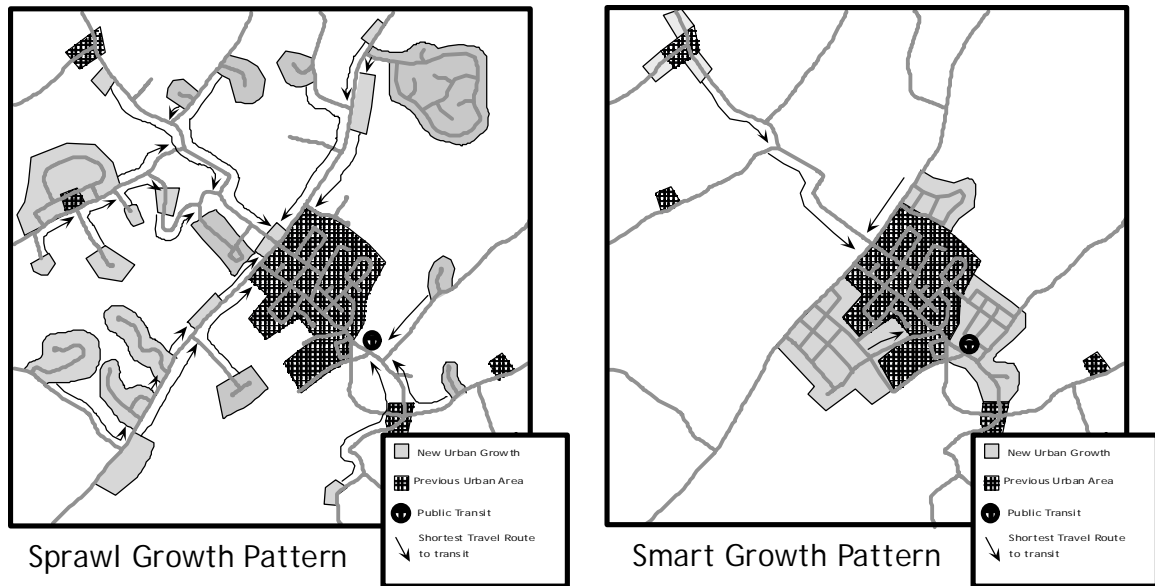 New Urban Growth
Previous Urban Area
Public Transit
Shortest Travel Route
to transit
Sprawl Growth Pattern
New Urban Growth
Previous Urban Area
Public Transit
Shortest Travel Route
to transit
Smart Growth Pattern